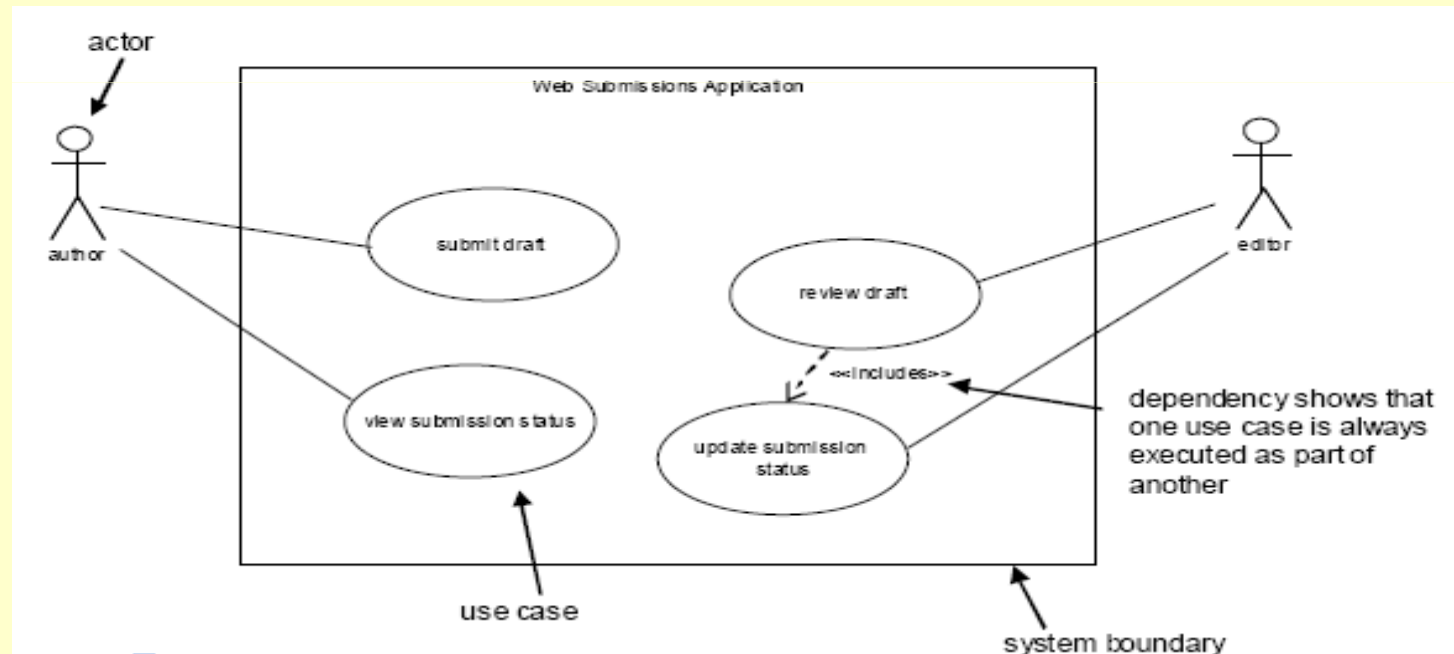 actor
Web Submissions Application
author
submit draft
editor
review draft
<<includes>>
view submission status
update submission
status
dependency shows that
one use case is always
executed as part of
another
use case
system boundary